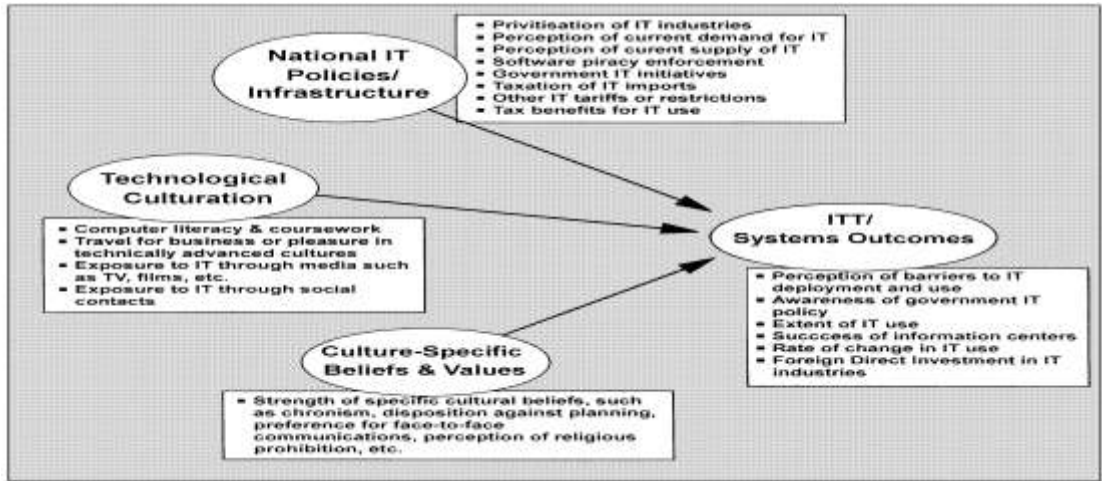 National IT
Policies/
Infrastructure
▪ Privitisation of IT industries
▪ Perception of current demand for IT
▪ Perception of curent supply of IT
▪ Software piracy enforcement
▪ Government IT initiatives
▪ Taxation of IT imports
▪ Other IT tariffs or restrictions
▪ Tax benefits for IT use
Technological
Culturation
▪ Computer literacy & coursework
▪ Travel for business or pleasure in
technically advanced cultures
▪ Exposure to IT through media such
as TV, films, etc.
▪ Exposure to IT through social
contacts
Culture-Specific
Beliefs & Values
▪ Strength of specific cultural beliefs, such
as chronism, disposition against planning,
preference for face-to-face
communications, perception of religious
prohibition, etc.
ITT/
Systems Outcomes
▪ Perception of barriers to IT
deployment and use
▪ Awareness of government IT
policy
▪ Extent of IT use
▪ Succcess of information centers
▪ Rate of change in IT use
▪ Foreign Direct Investment in IT
industries